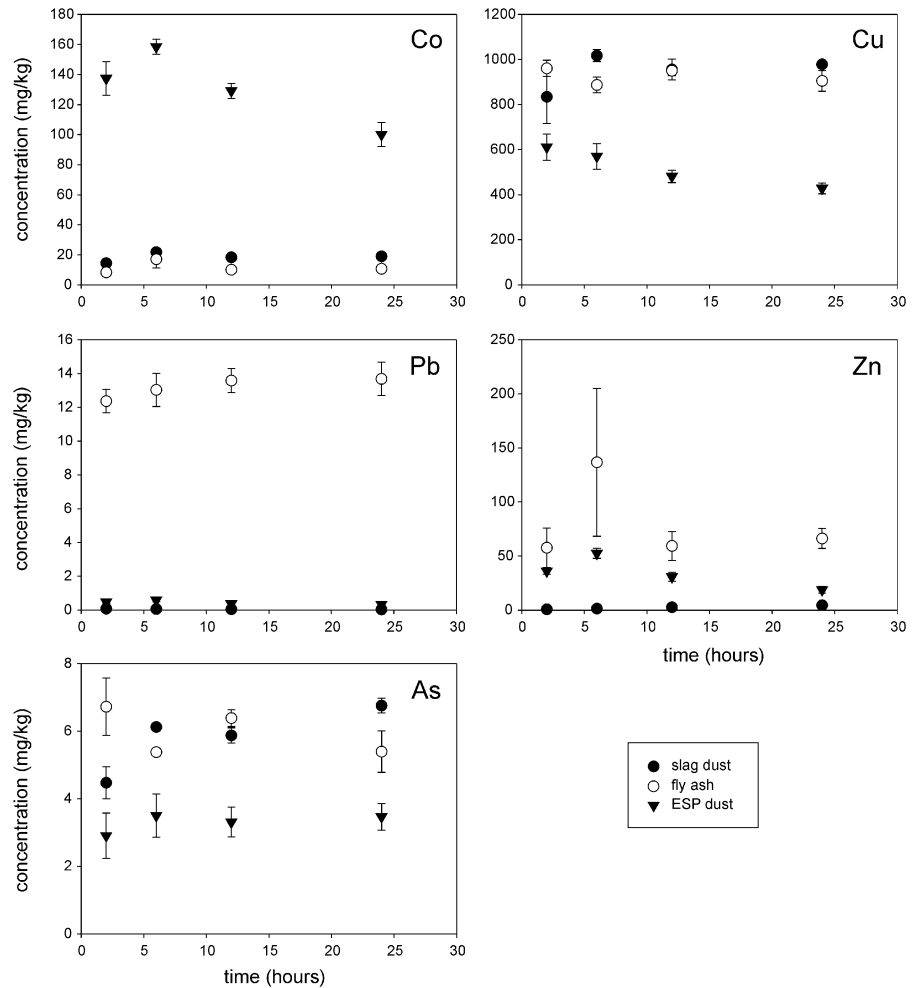 180
160
140
120
100
80
60
40
20
0
concentration (mg/kg)
Co
0 5 10 15 20 25 30
1200
1000
800
600
400
200
0
Cu
0 5 10 15 20 25 30
16
14
12
10
8
6
4
2
0
concentration (mg/kg)
Pb
0 5 10 15 20 25 30
250
200
150
100
50
0
Zn
0 5 10 15 20 25 30
time (hours)
8
6
4
2
0
concentration (mg/kg)
As
0 5 10 15 20 25 30
time (hours)
slag dust
fly ash
ESP dust